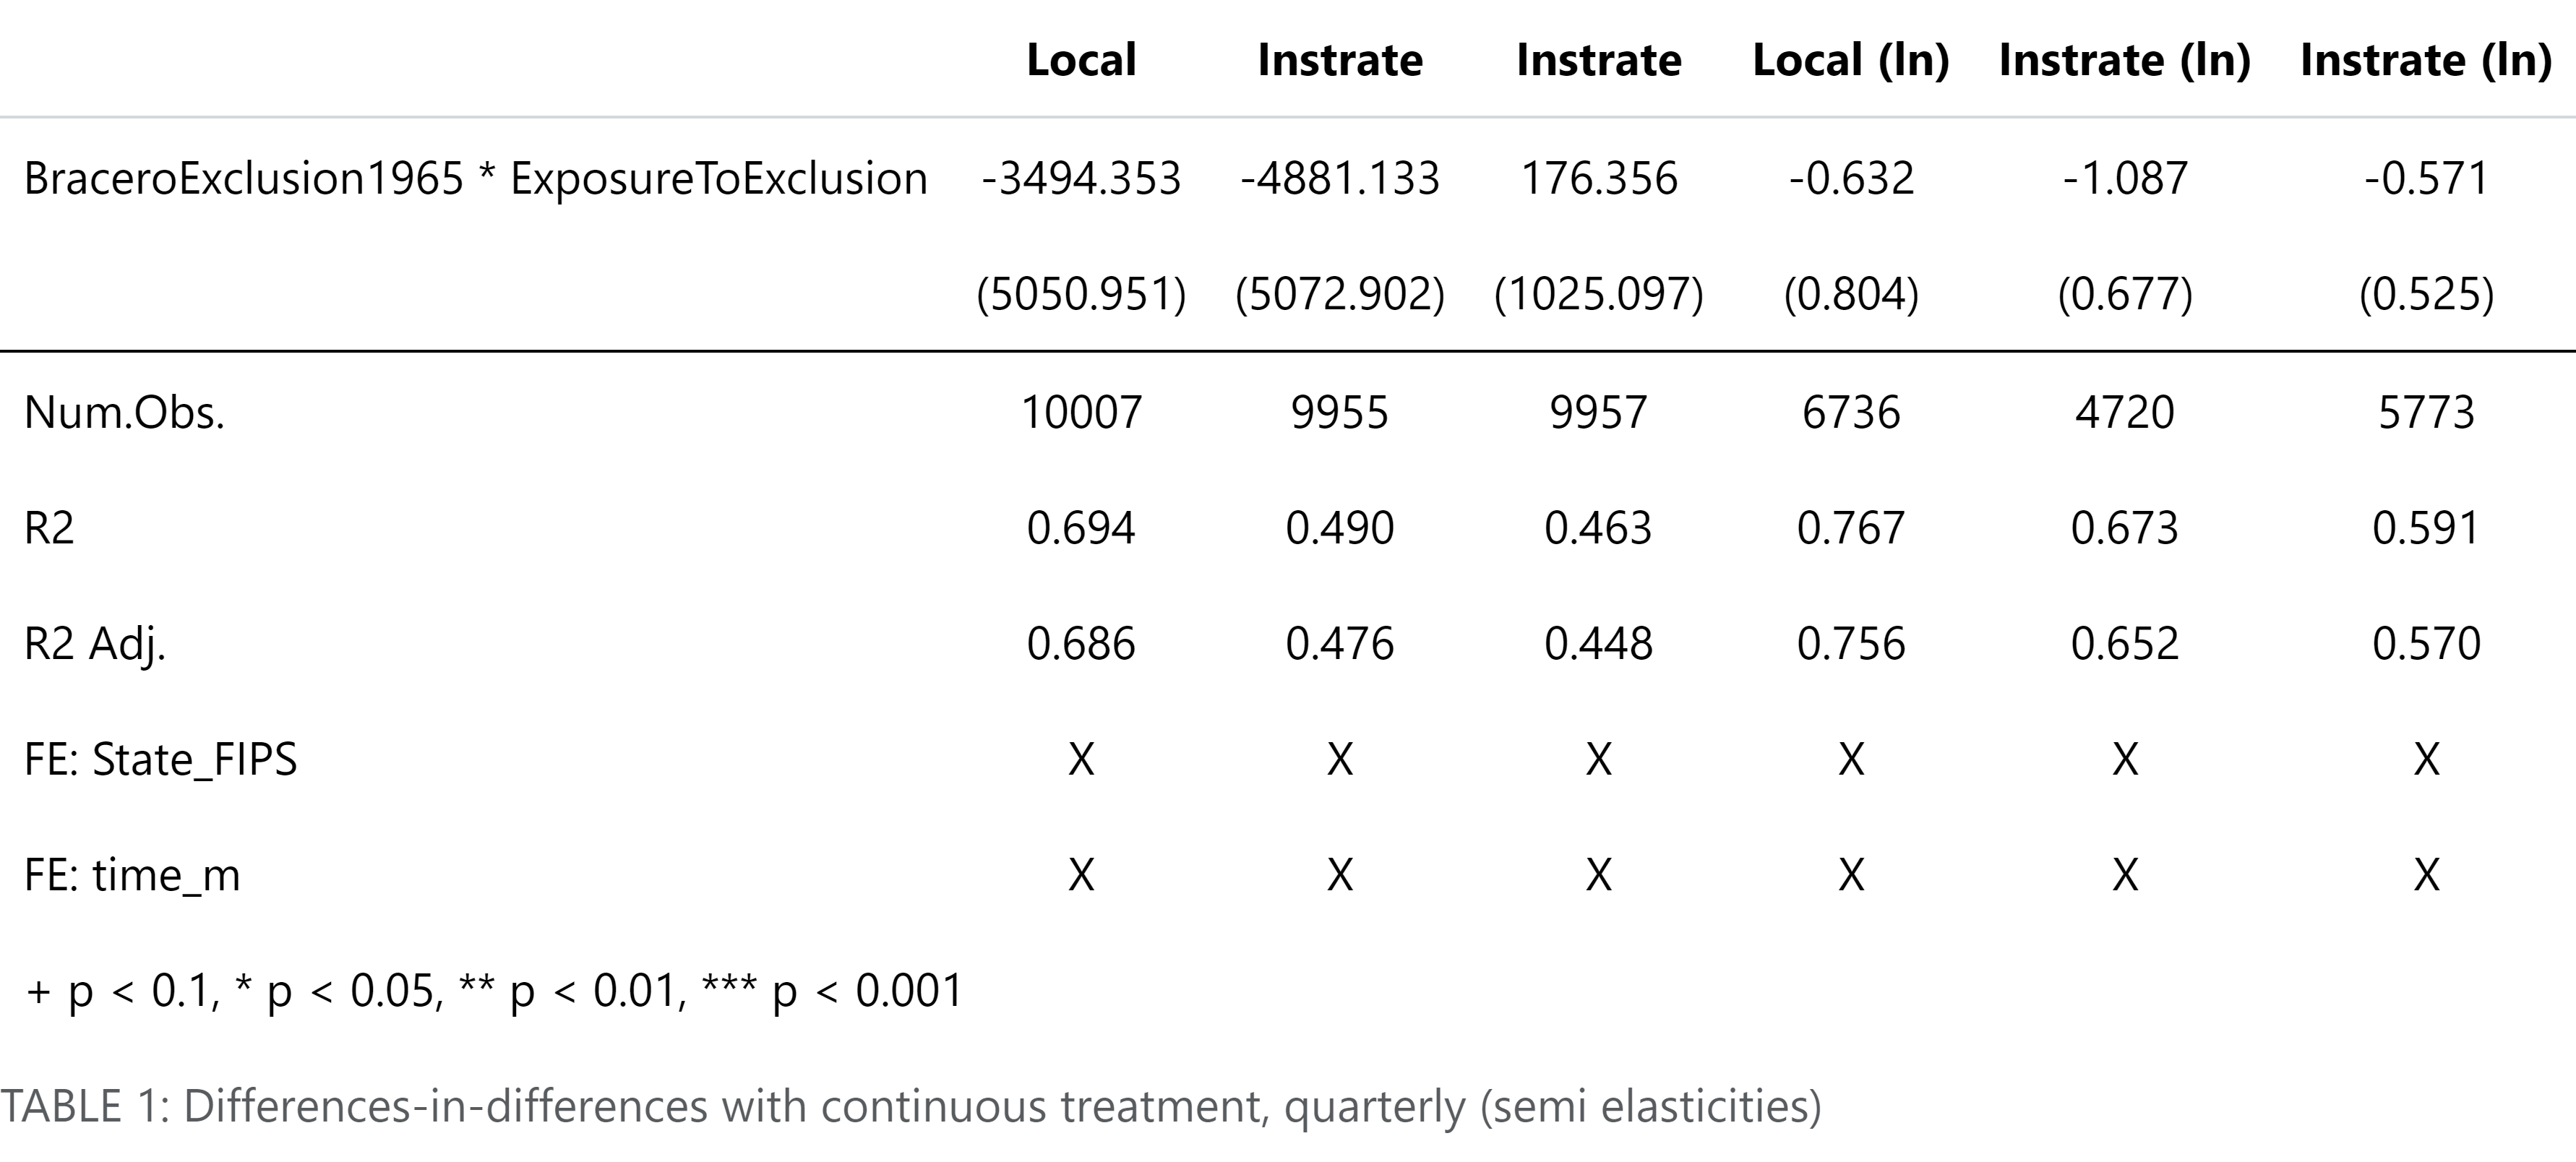 Local Instrate Instrate Local (ln) Instrate (ln) Instrate (ln)
BraceroExclusion1965 * ExposureToExclusion -3494.353 -4881.133 176.356 -0.632 -1.087 -0.571
(5050.951) (5072.902) (1025.097) (0.804) (0.677) (0.525)
Num.Obs. 10007 9955 9957 6736 4720 5773
R2 0.694 0.490 0.463 0.767 0.673 0.591
R2 Adj. 0.686 0.476 0.448 0.756 0.652 0.570
FE: State_FIPS X X X X X X
FE: time_m X X X X X X
+ p < 0.1, * p < 0.05, ** p < 0.01, *** p < 0.001
TABLE 1: Differences-in-differences with continuous treatment, quarterly (semi elasticities)